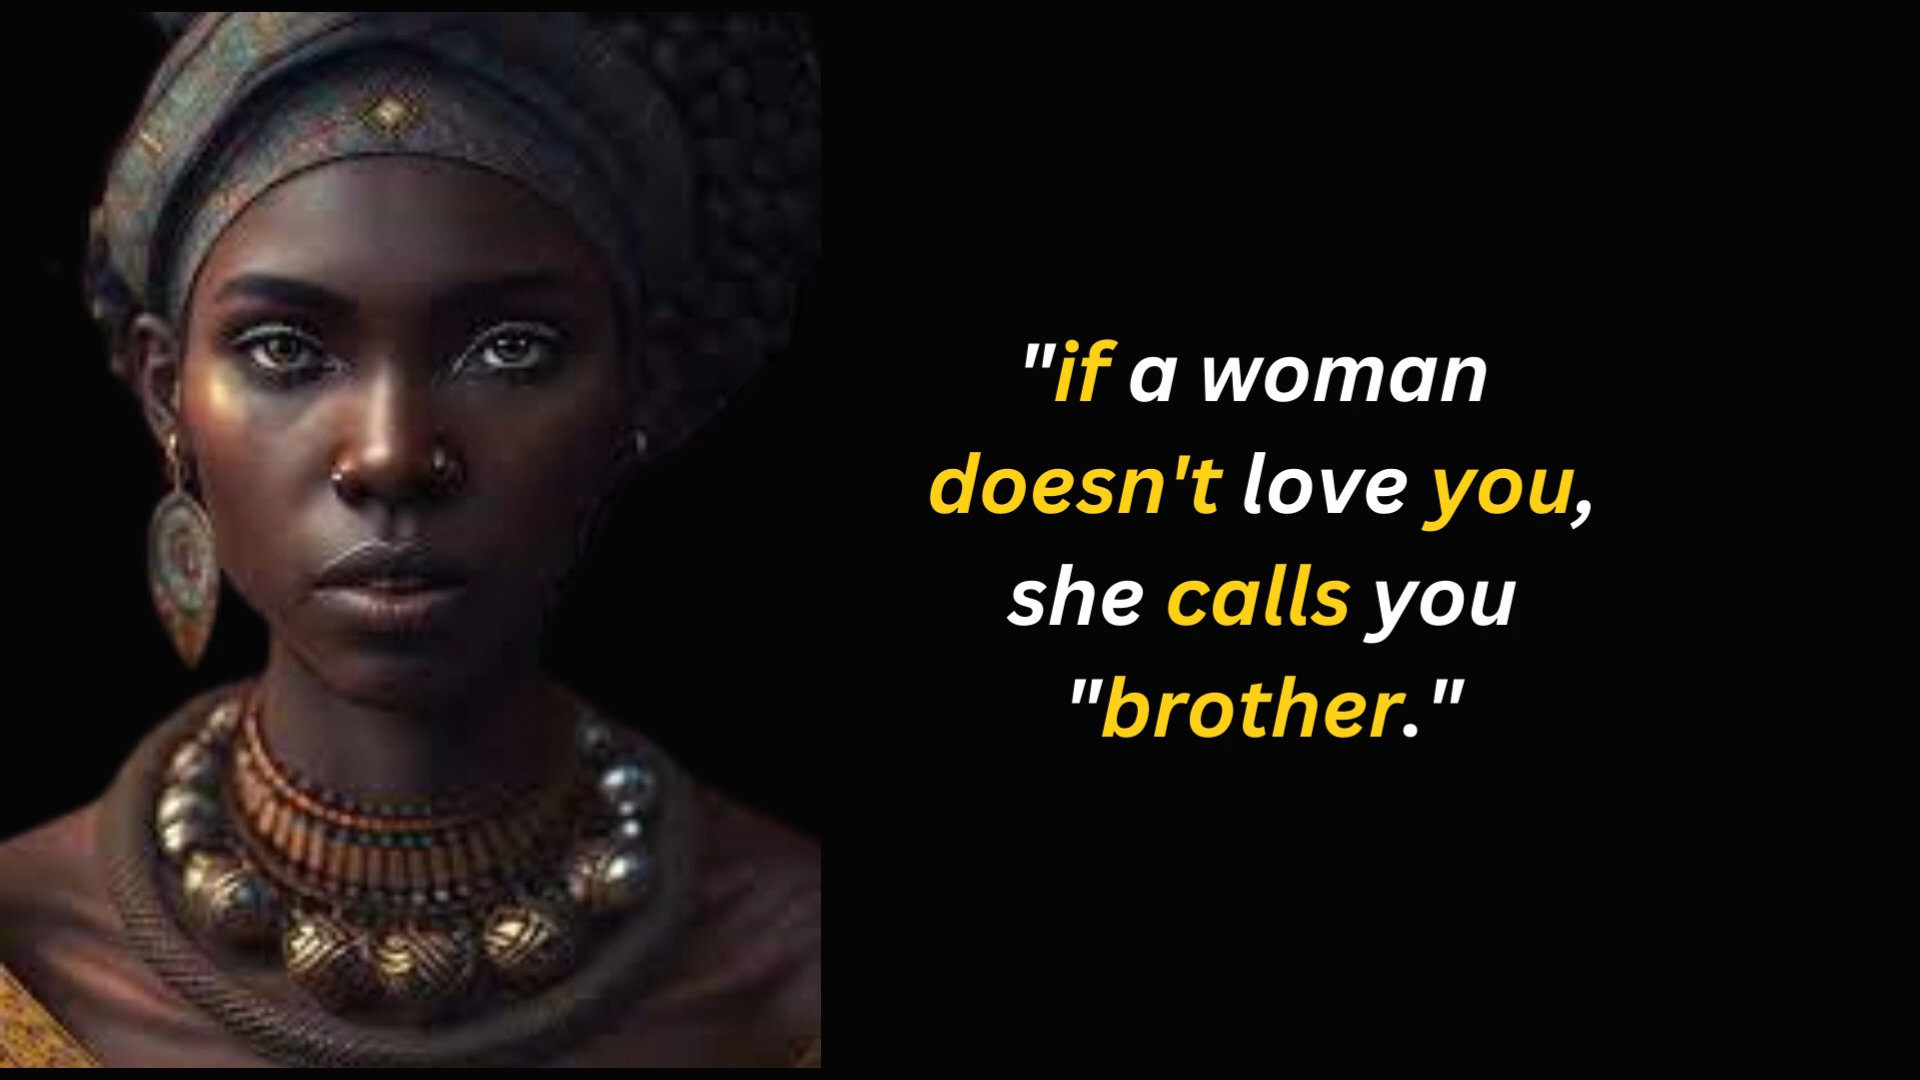 "if a woman
doesn't love you,
she calls you
"brother."